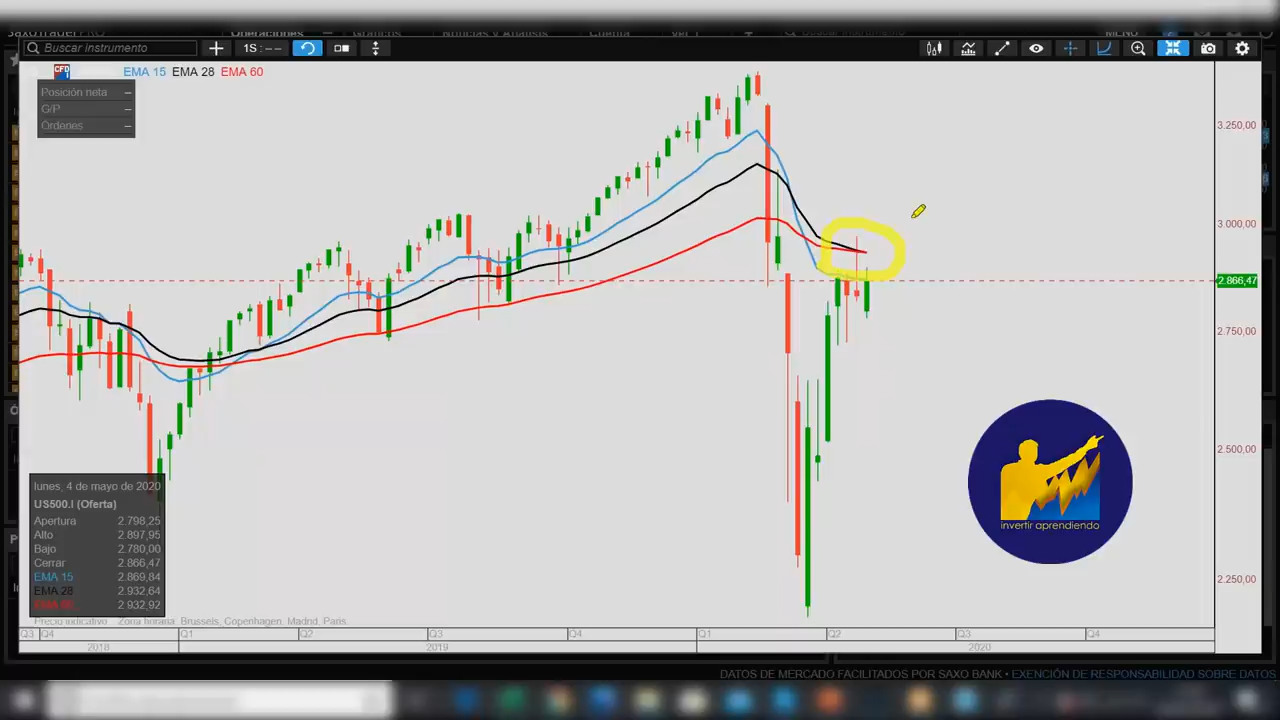 Operaciones
Buscar instrumento
1S : – –
EMA 15 EMA 28 EMA 60
CFD
Posición neta –
G/P –
Órdenes –
3.250,00
3.000,00
2.866,47
2.750,00
2.500,00
2.250,00
lunes, 4 de mayo de 2020
US500.I (Oferta)
Apertura 2.798,25
Alto 2.897,95
Bajo 2.780,00
Cerrar 2.866,47
EMA 15 2.869,84
EMA 28 2.932,64
EMA 60 2.932,92
invertir aprendiendo
Precio indicativo Zona horaria: Brussels, Copenhagen, Madrid, Paris
Q3 Q4 Q1 Q2 Q3 Q4 Q1 Q2 Q3 Q4
2018 2019 2020
DATOS DE MERCADO FACILITADOS POR SAXO BANK • EXENCIÓN DE RESPONSABILIDAD SOBRE DATOS